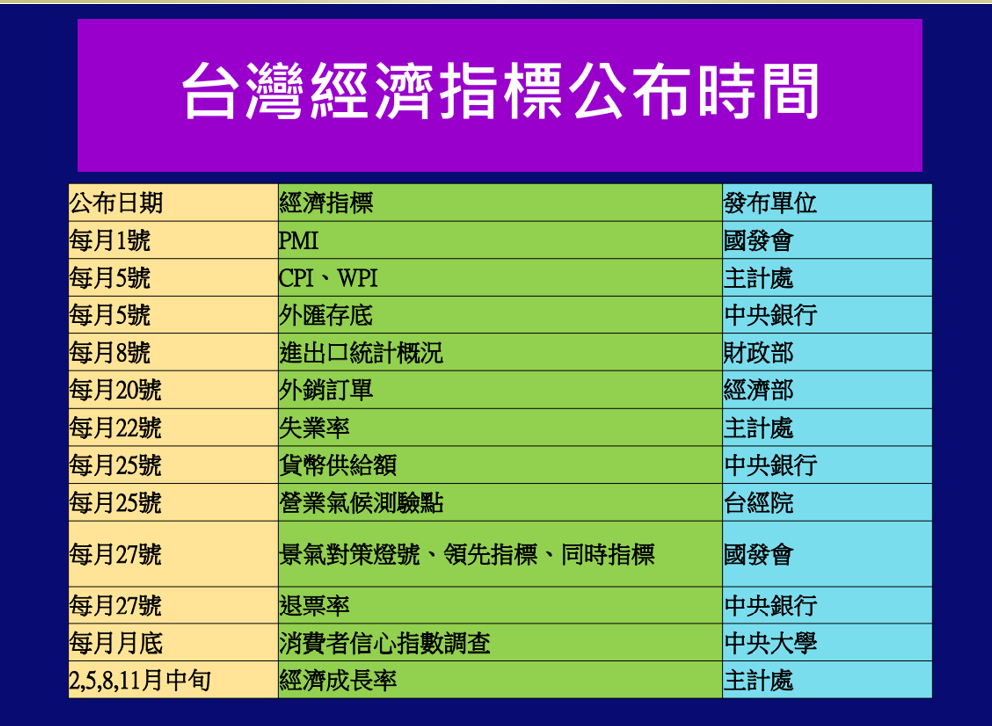 台灣經濟指標公布時間
公布日期 經濟指標 發布單位
每月1號 PMI 國發會
每月5號 CPI、WPI 主計處
每月5號 外匯存底 中央銀行
每月8號 進出口統計概況 財政部
每月20號 外銷訂單 經濟部
每月22號 失業率 主計處
每月25號 貨幣供給額 中央銀行
每月25號 營業氣候測驗點 台經院
每月27號 景氣對策燈號、領先指標、同時指標 國發會
每月27號 退票率 中央銀行
每月月底 消費者信心指數調查 中央大學
2,5,8,11月中旬 經濟成長率 主計處